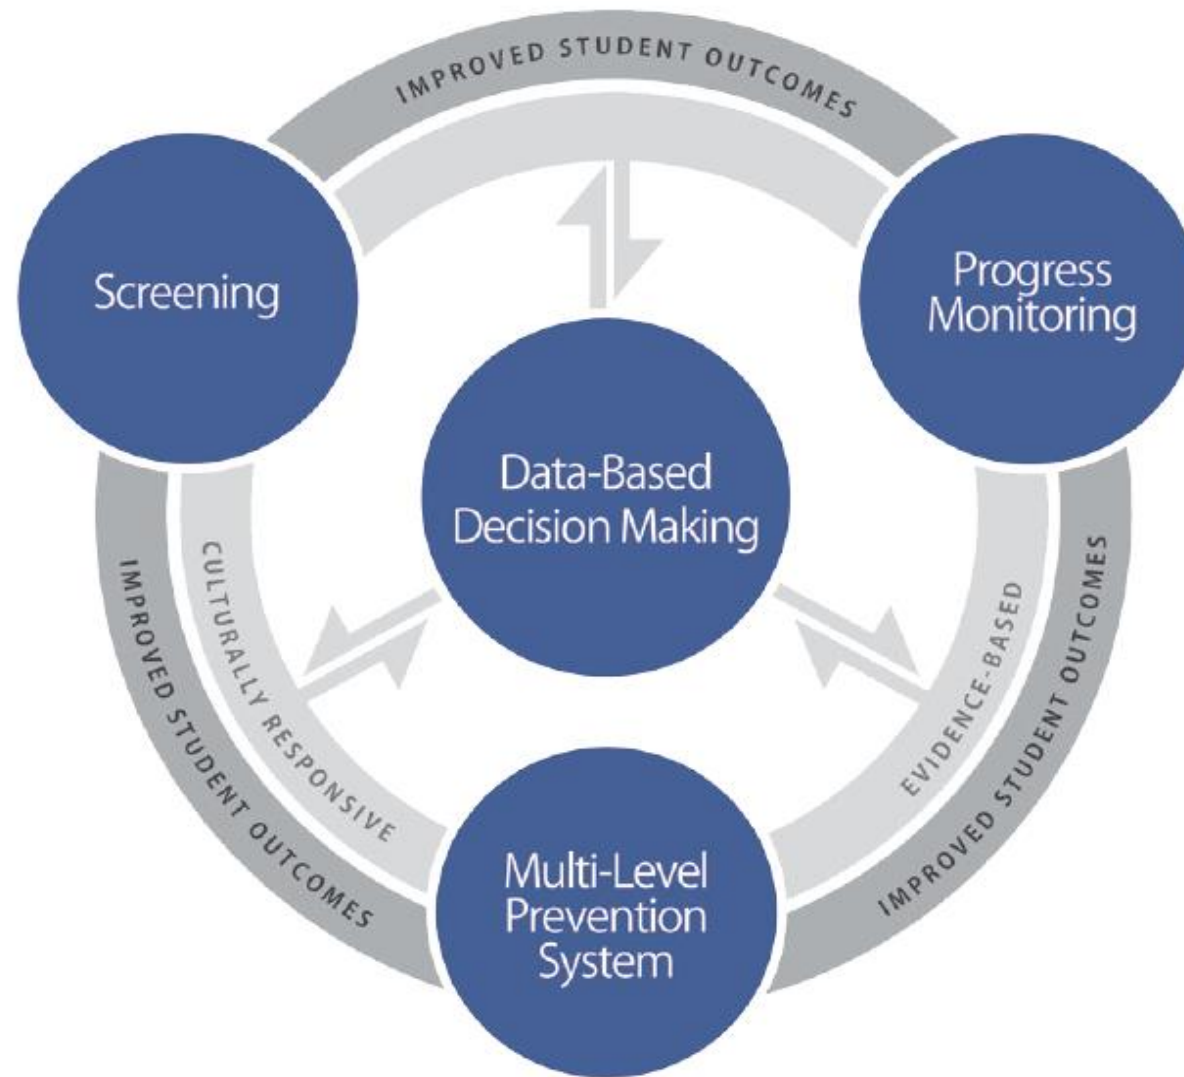 IMPROVED STUDENT OUTCOMES
Screening
Progress
Monitoring
Data-Based
Decision Making
CULTURALLY RESPONSIVE
IMPROVED STUDENT OUTCOMES
EVIDENCE-BASED
IMPROVED STUDENT OUTCOMES
Multi-Level
Prevention
System